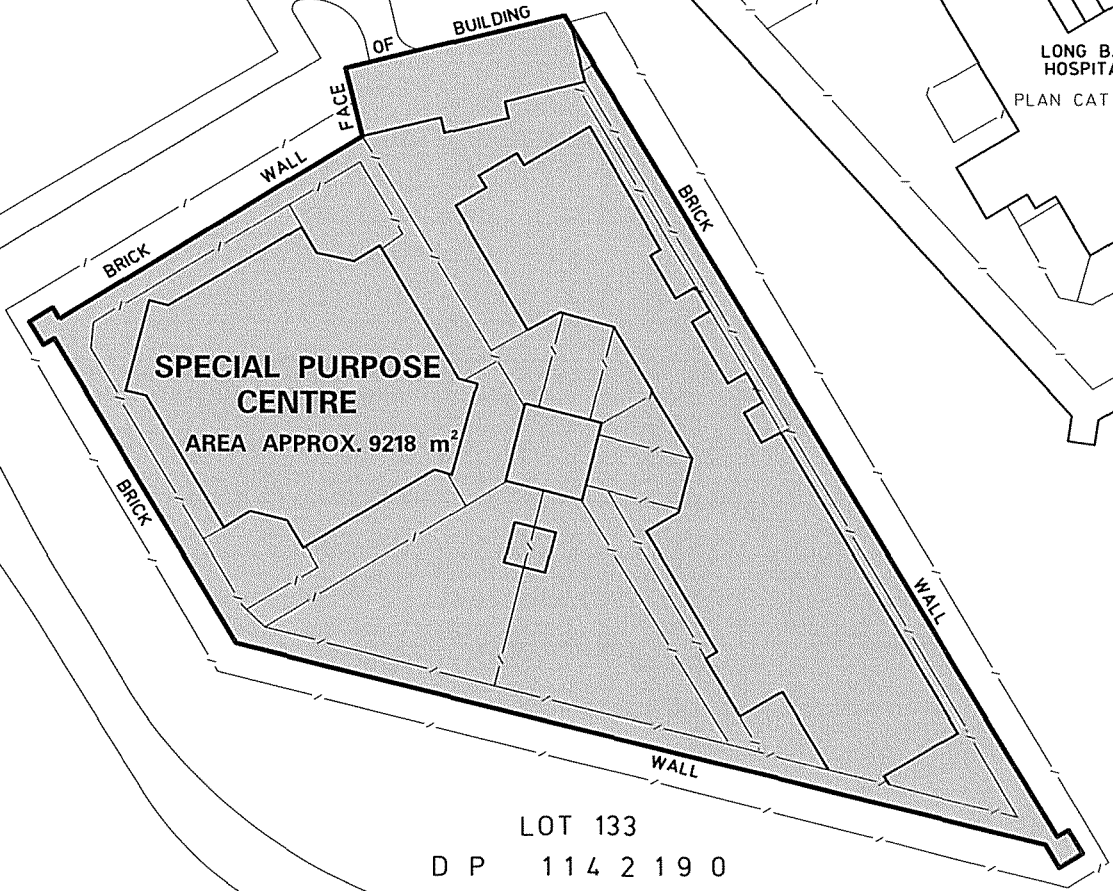 FACE OF BUILDING
LONG B
HOSPITA
PLAN CAT
BRICK WALL
BRICK
WALL
SPECIAL PURPOSE
CENTRE
AREA APPROX. 9218 m²
BRICK
WALL
LOT 133
DP 1142190